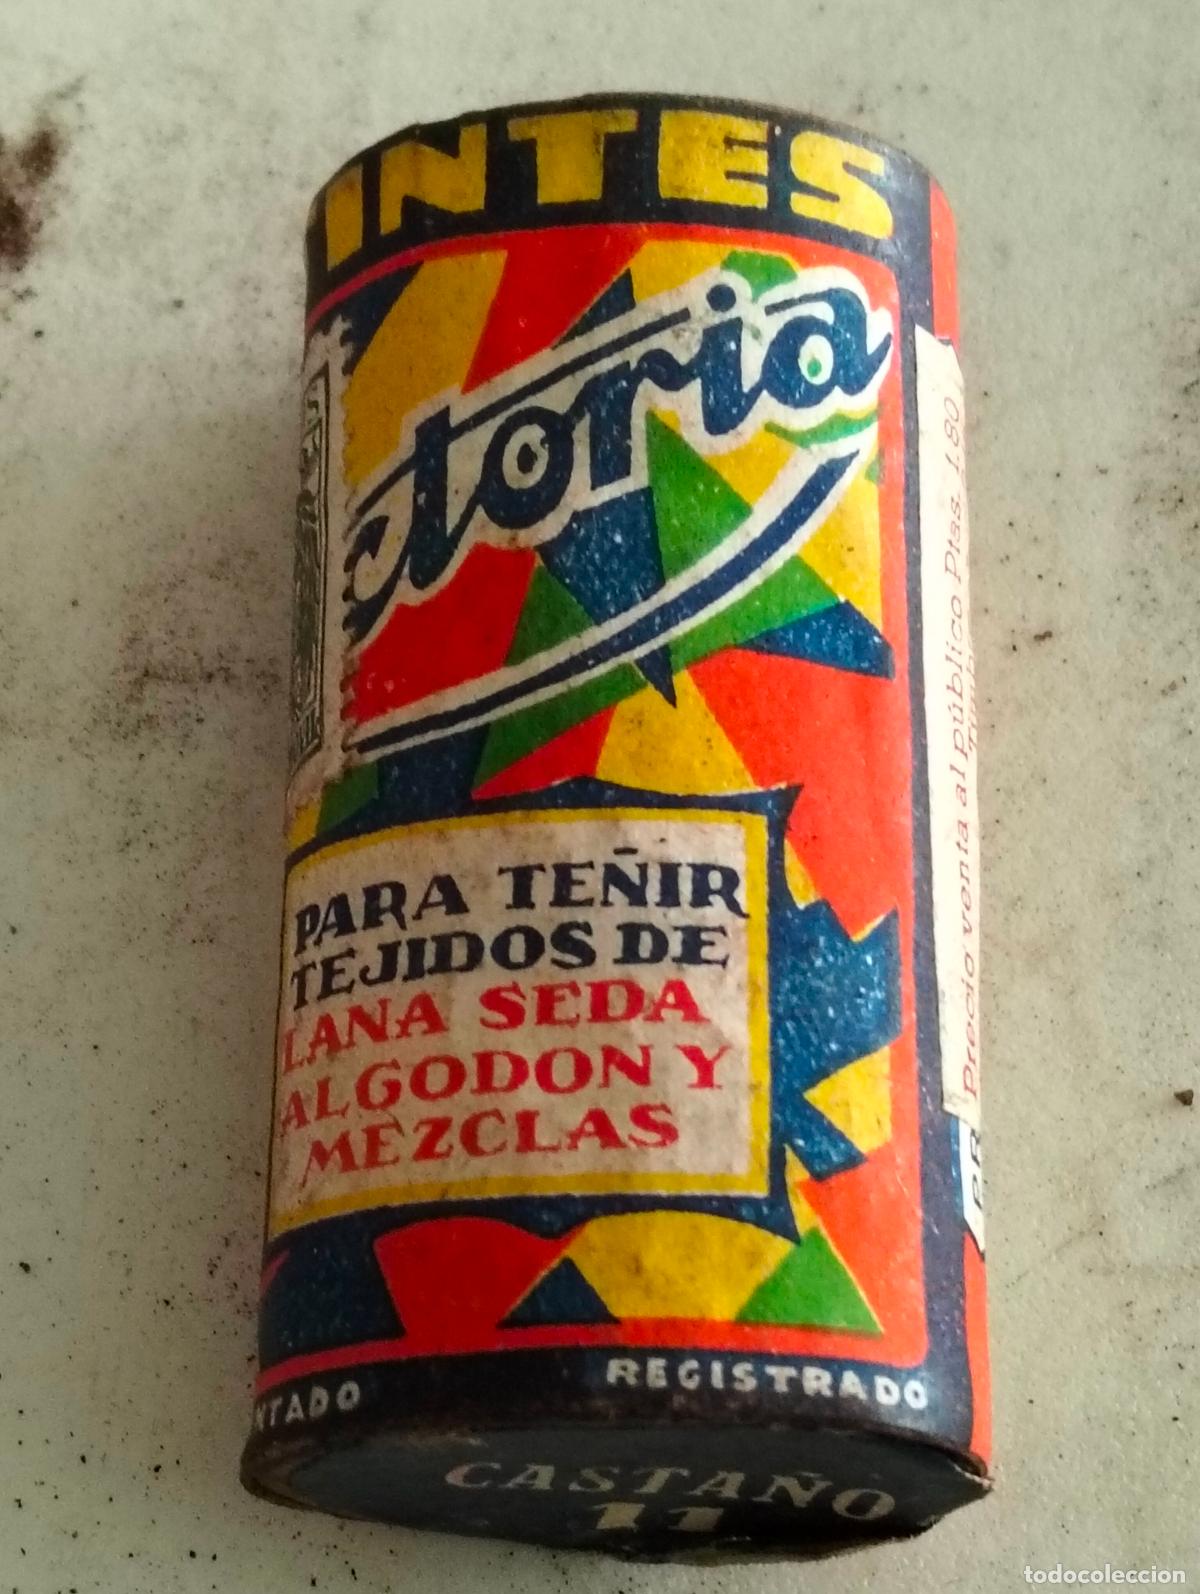 INTES
ctoria
PARA TEÑIR
TEJIDOS DE
LANA SEDA
ALGODON Y
MEZCLAS
NTADO
REGISTRADO
CASTAÑO
11
Precio venta al público Ptas. 1,80
todocoleccion